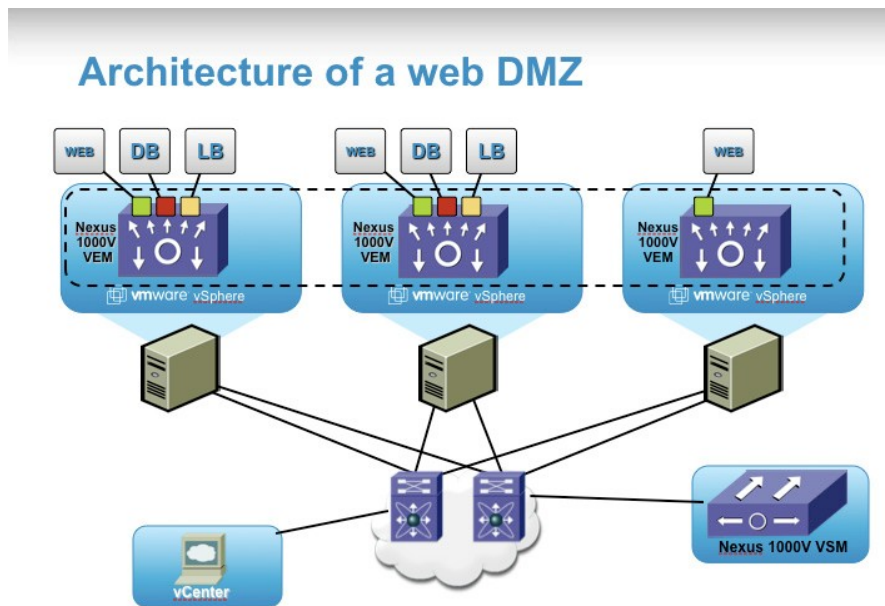 Architecture of a web DMZ
WEB
DB
LB
WEB
DB
LB
WEB
Nexus
1000V
VEM
vmware vSphere
Nexus
1000V
VEM
vmware vSphere
Nexus
1000V
VEM
vmware vSphere
vCenter
Nexus 1000V VSM